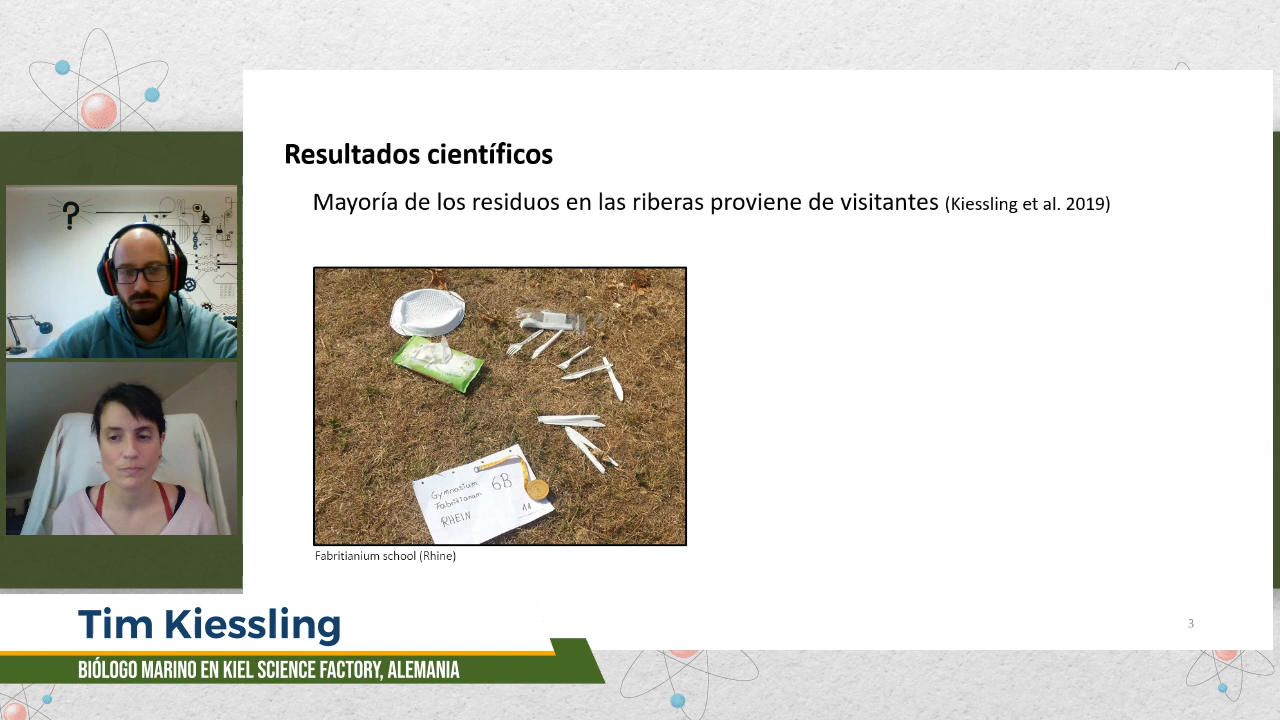 ?
Resultados científicos
Mayoría de los residuos en las riberas proviene de visitantes (Kiessling et al. 2019)
Gymnasium
Fabritianum
RHEIN
6B
11
Fabritianium school (Rhine)
Tim Kiessling
BIÓLOGO MARINO EN KIEL SCIENCE FACTORY, ALEMANIA
3